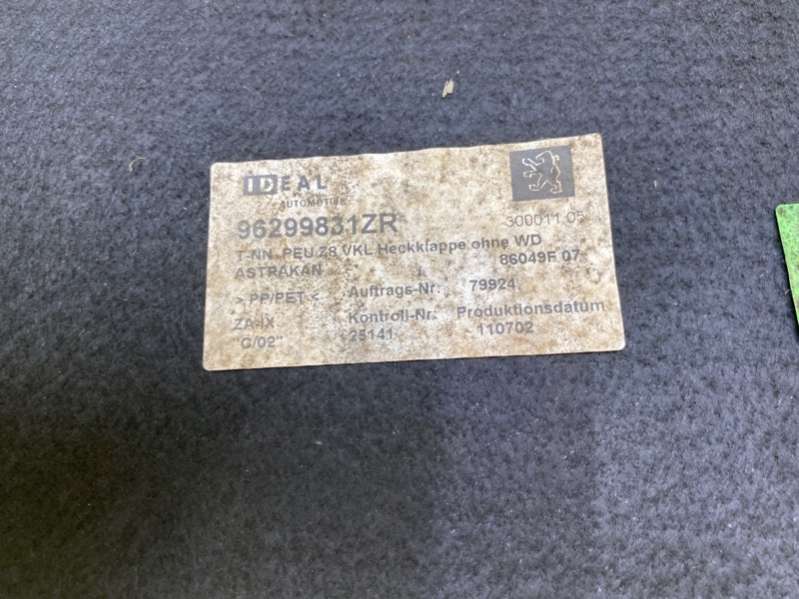 IDEAL
AUTOMOTIVE
96299831ZR
300011.05
T-NN. PEU Z8 VKL Heckklappe ohne WD
ASTRAKAN
86049F 07
> PP/PET <
Auftrags-Nr:
79924
ZA-IX
Kontroll-Nr.
Produktionsdatum
"C/02"
25141
110702